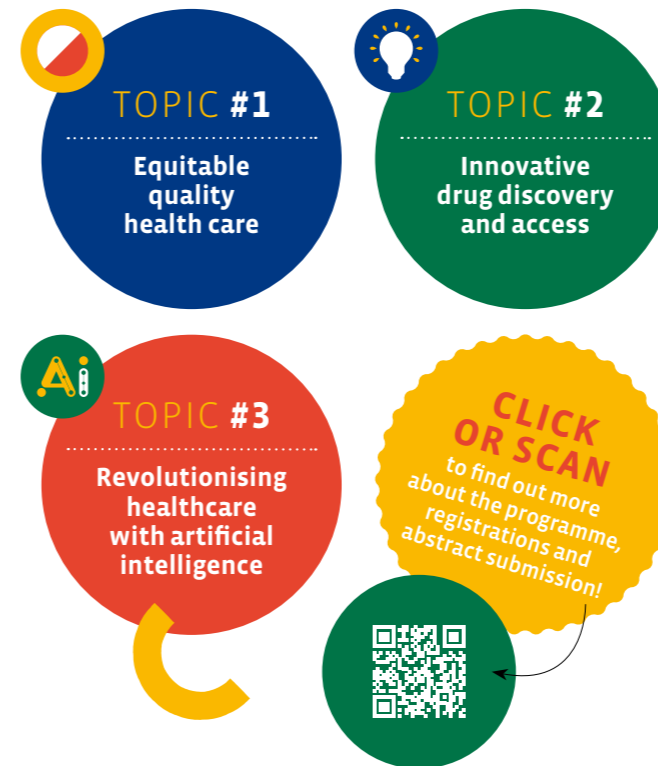 TOPIC #1
Equitable
quality
health care
TOPIC #2
Innovative
drug discovery
and access
Ai
TOPIC #3
Revolutionising
healthcare
with artificial
intelligence
CLICK
OR SCAN
to find out more
about the programme,
registrations and
abstract submission!